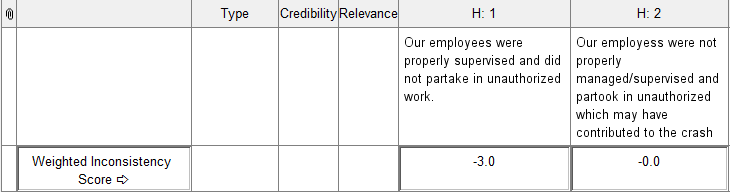 Type Credibility Relevance H: 1 H: 2
Our employees were
properly supervised and did
not partake in unauthorized
work.
Our employess were not
properly
managed/supervised and
partook in unauthorized
which may have
contributed to the crash
Weighted Inconsistency
Score ⇨
-3.0 -0.0